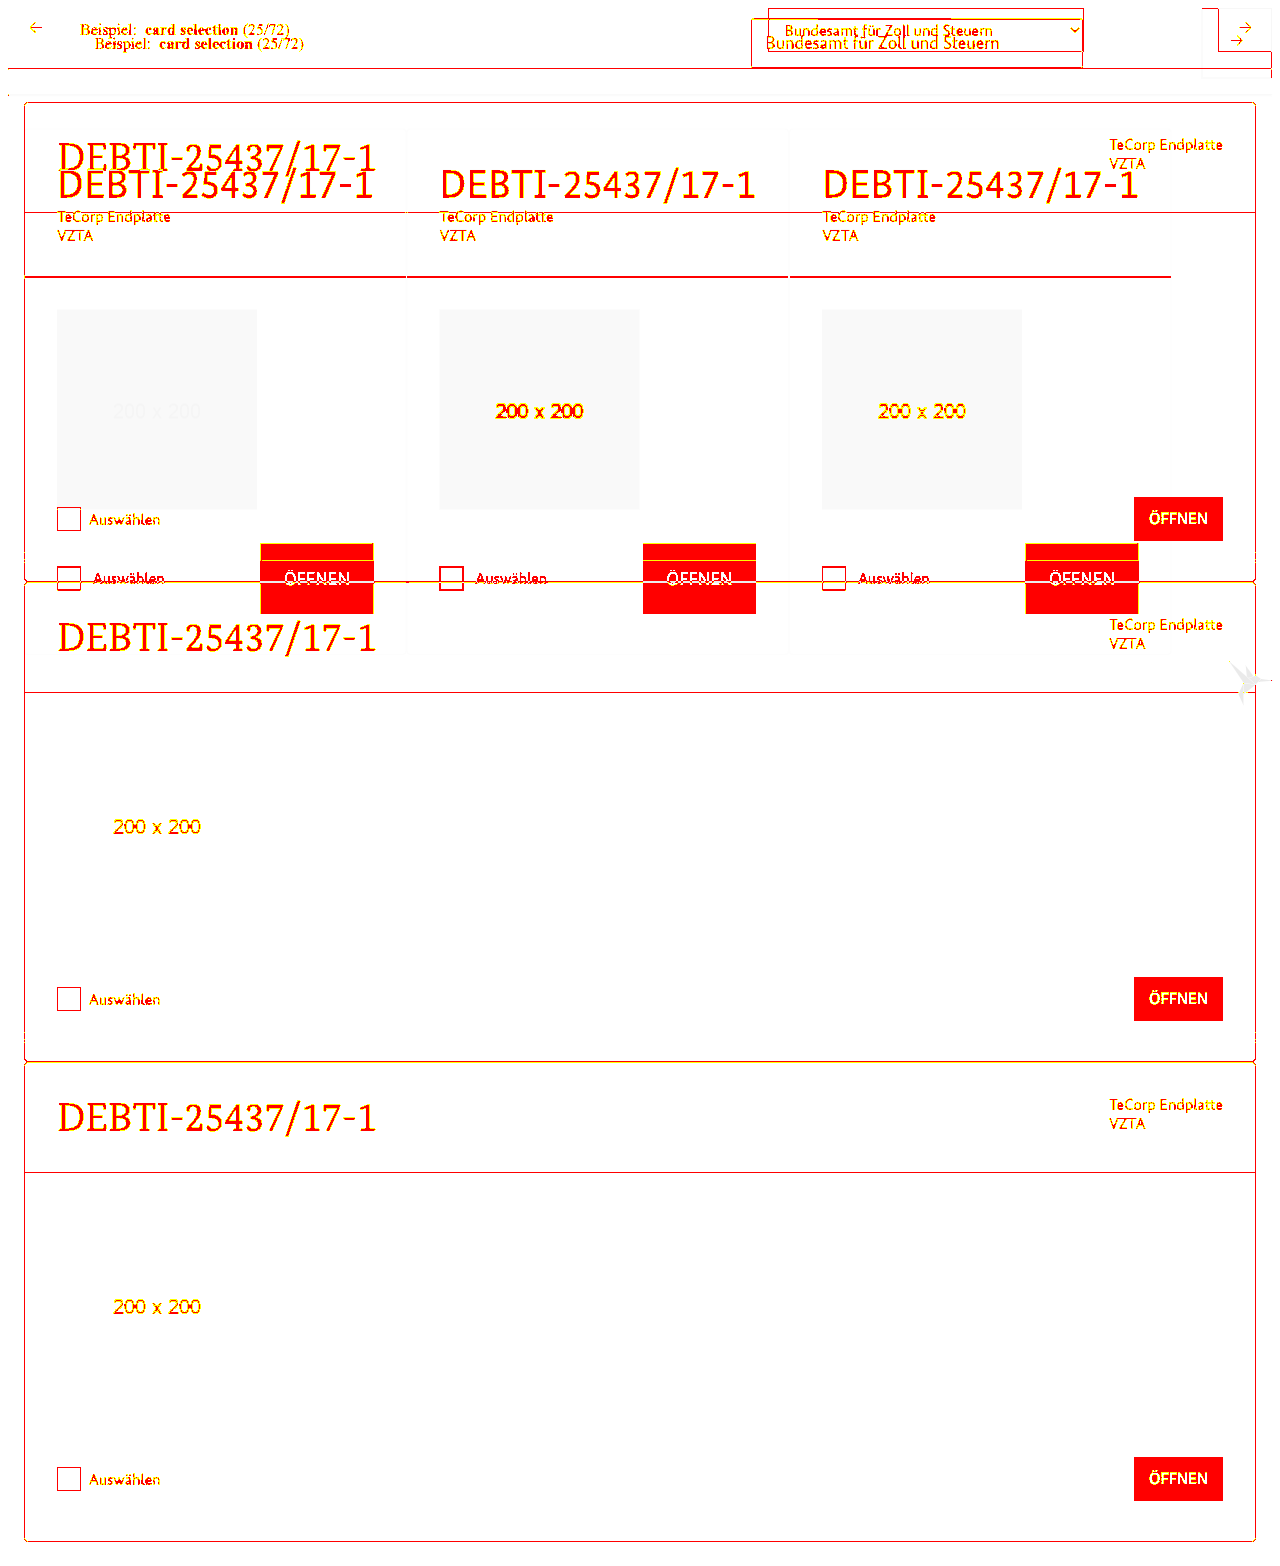 Beispiel: card selection (25/72)
Bundesamt für Zoll und Steuern
Beispiel: card selection (25/72)
Bundesamt für Zoll und Steuern
DEBTI-25437/17-1
TeCorp Endplatte
VZTA
DEBTI-25437/17-1
DEBTI-25437/17-1
DEBTI-25437/17-1
TeCorp Endplatte
TeCorp Endplatte
TeCorp Endplatte
VZTA
VZTA
VZTA
200 x 200
200 x 200
200 x 200
Auswählen
ÖFFNEN
Auswählen
ÖFFNEN
Auswählen
ÖFFNEN
Auswählen
ÖFFNEN
DEBTI-25437/17-1
TeCorp Endplatte
VZTA
200 x 200
Auswählen
ÖFFNEN
DEBTI-25437/17-1
TeCorp Endplatte
VZTA
200 x 200
Auswählen
ÖFFNEN